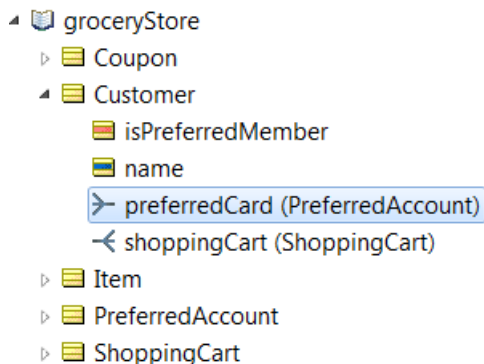 groceryStore
Coupon
Customer
isPreferredMember
name
preferredCard (PreferredAccount)
shoppingCart (ShoppingCart)
Item
PreferredAccount
ShoppingCart